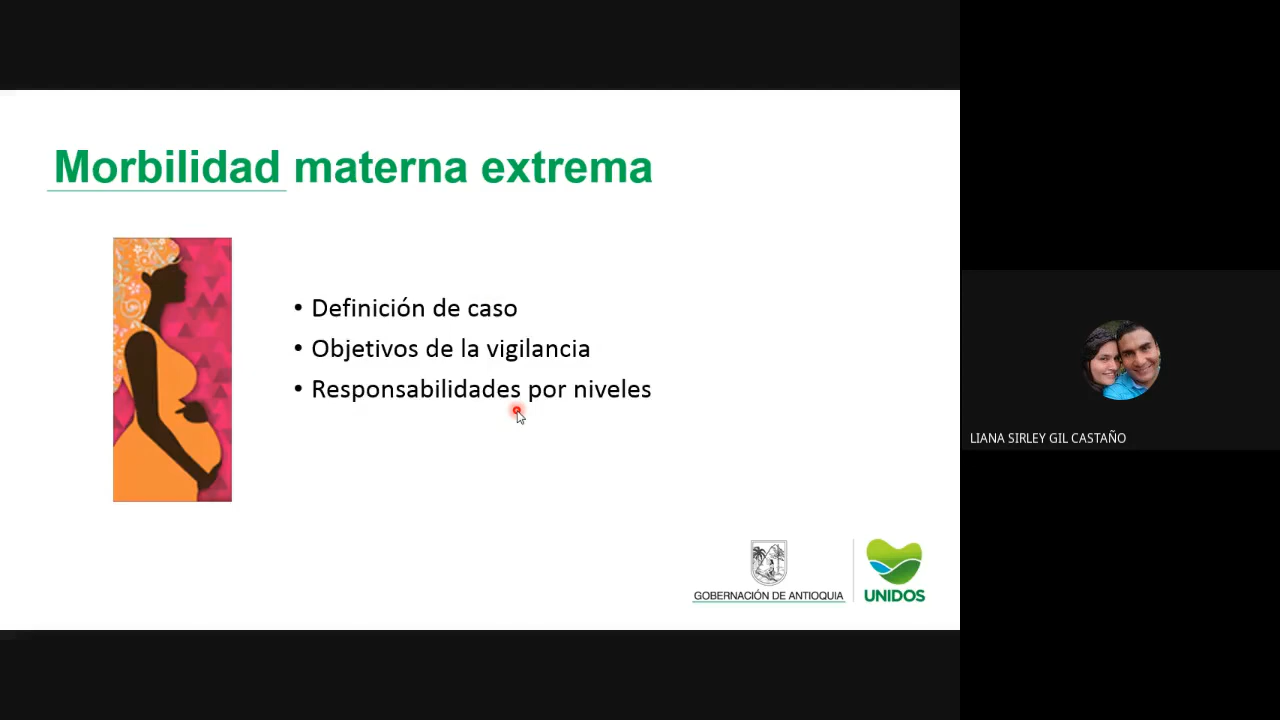 Morbilidad materna extrema
• Definición de caso
• Objetivos de la vigilancia
• Responsabilidades por niveles
GOBERNACIÓN DE ANTIOQUIA
UNIDOS
LIANA SIRLEY GIL CASTAÑO